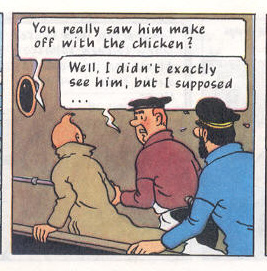 You really saw him make
off with the chicken?
Well, I didn't exactly
see him, but I supposed
...